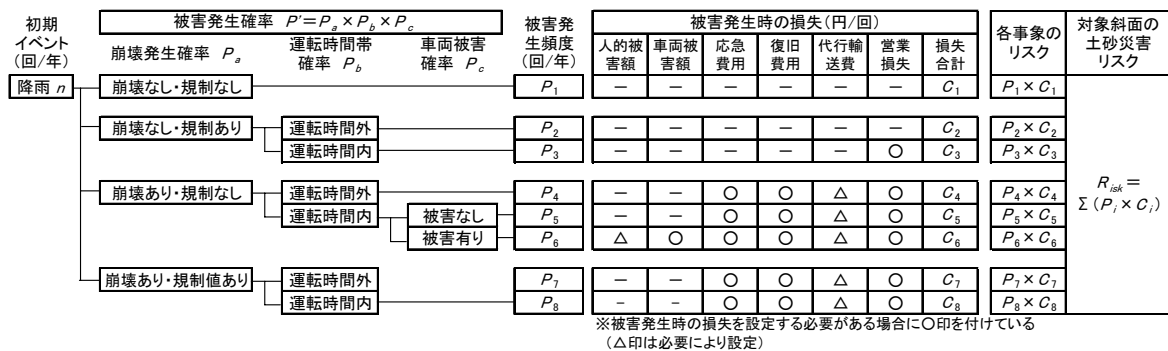 初期
イベント
(回/年)
被害発生確率 P'=Pa×Pb×Pc
崩壊発生確率 Pa
運転時間帯
確率 Pb
車両被害
確率 Pc
被害発
生頻度
(回/年)
被害発生時の損失(円/回)
人的被
害額
車両被
害額
応急
費用
復旧
費用
代行輸
送費
営業
損失
損失
合計
各事象の
リスク
対象斜面の
土砂災害
リスク
降雨 n
崩壊なし・規制なし P1 － － － － － － C1 P1×C1
崩壊なし・規制あり 運転時間外 P2 － － － － － － C2 P2×C2
運転時間内 P3 － － － － － ○ C3 P3×C3
崩壊あり・規制なし 運転時間外 P4 － － ○ ○ △ ○ C4 P4×C4
運転時間内 被害なし P5 － － ○ ○ △ ○ C5 P5×C5
被害有り P6 △ ○ ○ ○ △ ○ C6 P6×C6
崩壊あり・規制値あり 運転時間外 P7 － － ○ ○ △ ○ C7 P7×C7
運転時間内 P8 - - ○ ○ △ ○ C8 P8×C8
Risk=
Σ(Pi×Ci)
※被害発生時の損失を設定する必要がある場合に○印を付けている
(△印は必要により設定)